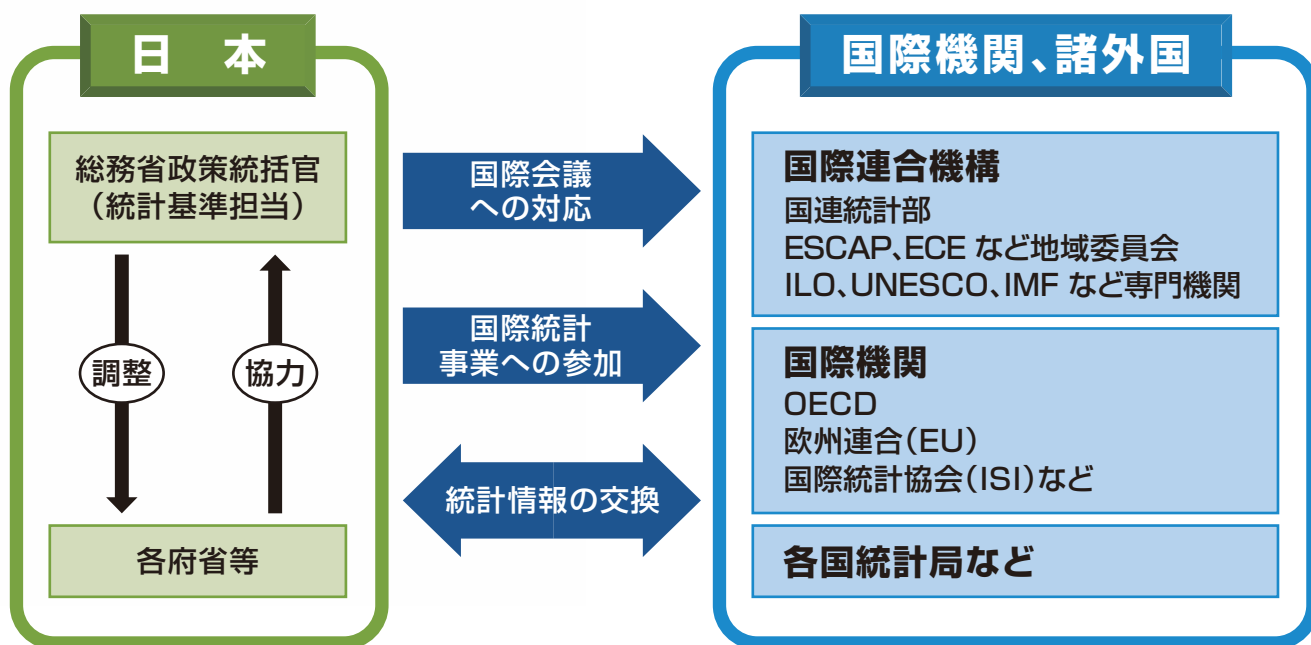 日　本
総務省政策統括官
（統計基準担当）
調整
協力
各府省等
国際会議
への対応
国際統計
事業への参加
統計情報の交換
国際機関、諸外国
国際連合機構
国連統計部
ESCAP、ECE など地域委員会
ILO、UNESCO、IMF など専門機関
国際機関
OECD
欧州連合（EU）
国際統計協会（ISI）など
各国統計局など